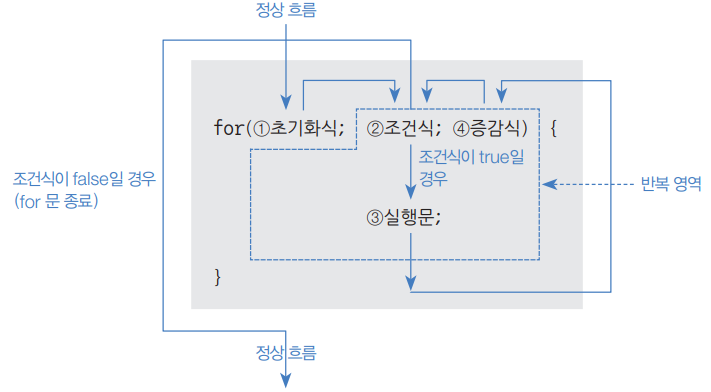 정상 흐름
for(①초기화식; ②조건식; ④증감식) {
조건식이 true일
경우
조건식이 false일 경우
(for 문 종료)
반복 영역
③실행문;
}
정상 흐름